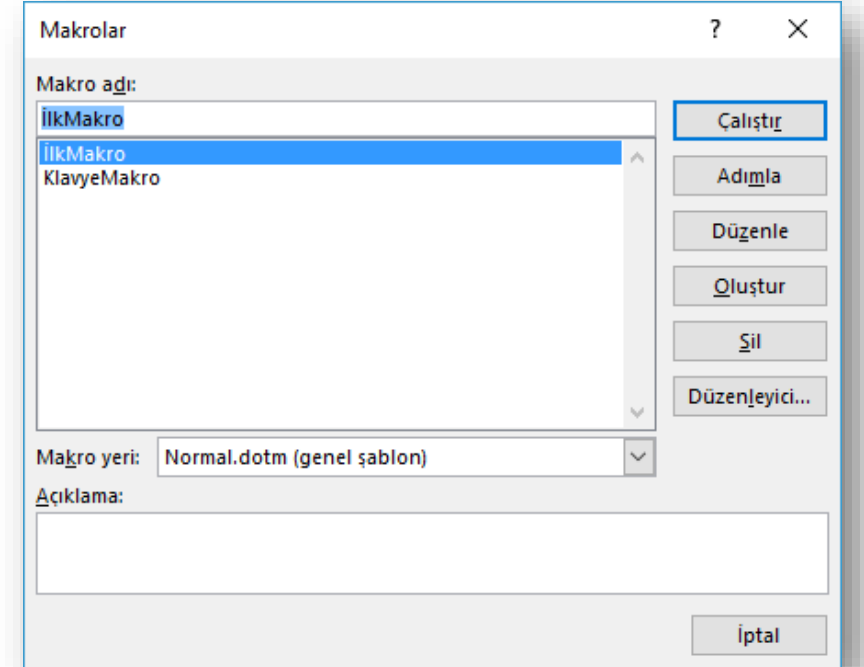 Makrolar
Makro adı:
İlkMakro
İlkMakro
KlavyeMakro
Çalıştır
Adımla
Düzenle
Oluştur
Sil
Düzenleyici...
Makro yeri: Normal.dotm (genel şablon)
Açıklama:
İptal